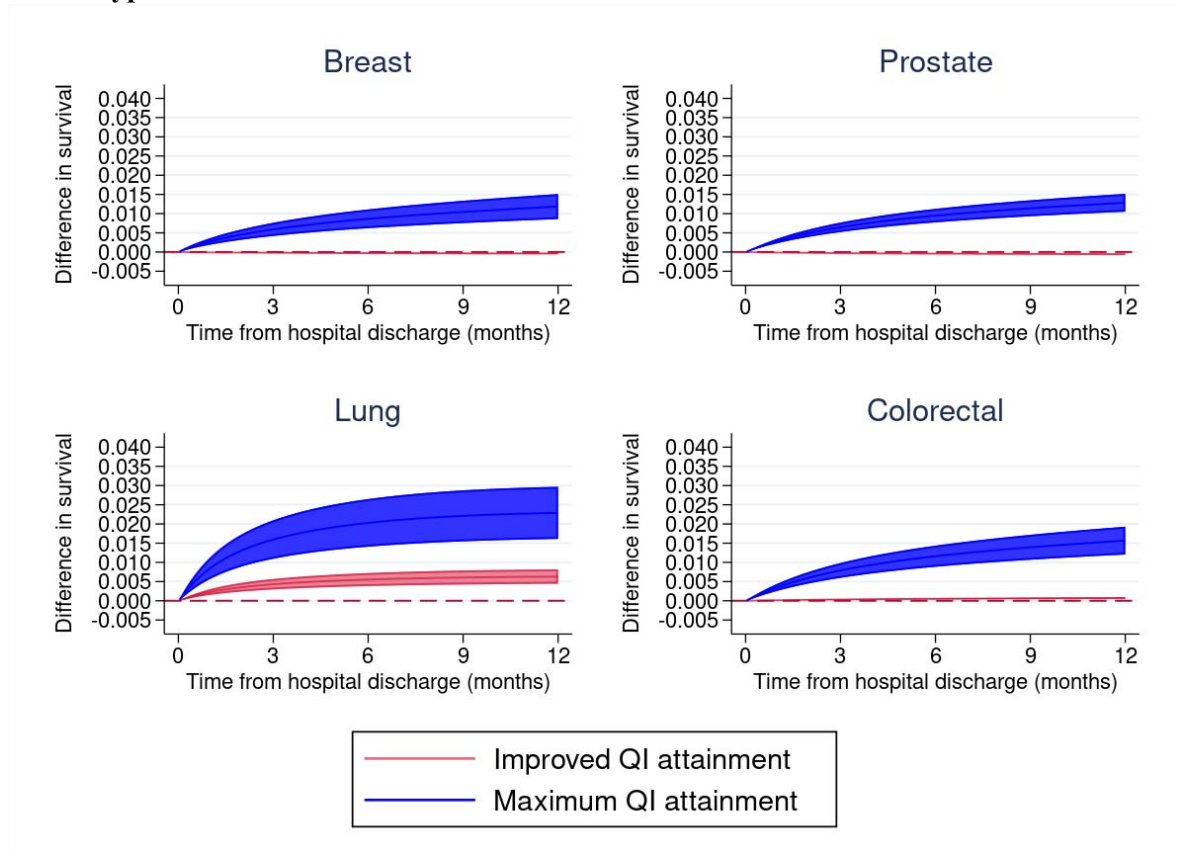 Breast
Difference in survival
0.040
0.035
0.030
0.025
0.020
0.015
0.010
0.005
0.000
-0.005
0 3 6 9 12
Time from hospital discharge (months)
Prostate
Difference in survival
0.040
0.035
0.030
0.025
0.020
0.015
0.010
0.005
0.000
-0.005
0 3 6 9 12
Time from hospital discharge (months)
Lung
Difference in survival
0.040
0.035
0.030
0.025
0.020
0.015
0.010
0.005
0.000
-0.005
0 3 6 9 12
Time from hospital discharge (months)
Colorectal
Difference in survival
0.040
0.035
0.030
0.025
0.020
0.015
0.010
0.005
0.000
-0.005
0 3 6 9 12
Time from hospital discharge (months)
Improved QI attainment
Maximum QI attainment